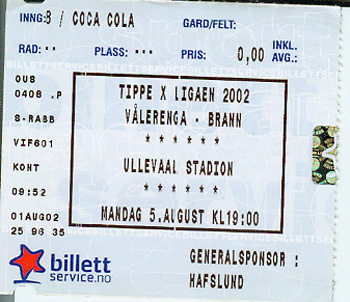 INNG: 8 / COCA COLA GARD/FELT:
RAD: -- PLASS: --- PRIS: 0,00 INKL. AVG.:
OUS
0408 .P
S-RABB
VIF601
KONT
09:52
01AUG02
25 96 35
TIPPE X LIGAEN 2002
VÅLERENGA - BRANN
* * * * * *
ULLEVAAL STADION
* * * * * *
MANDAG 5.AUGUST KL19:00
billett
service.no
GENERALSPONSOR :
HAFSLUND